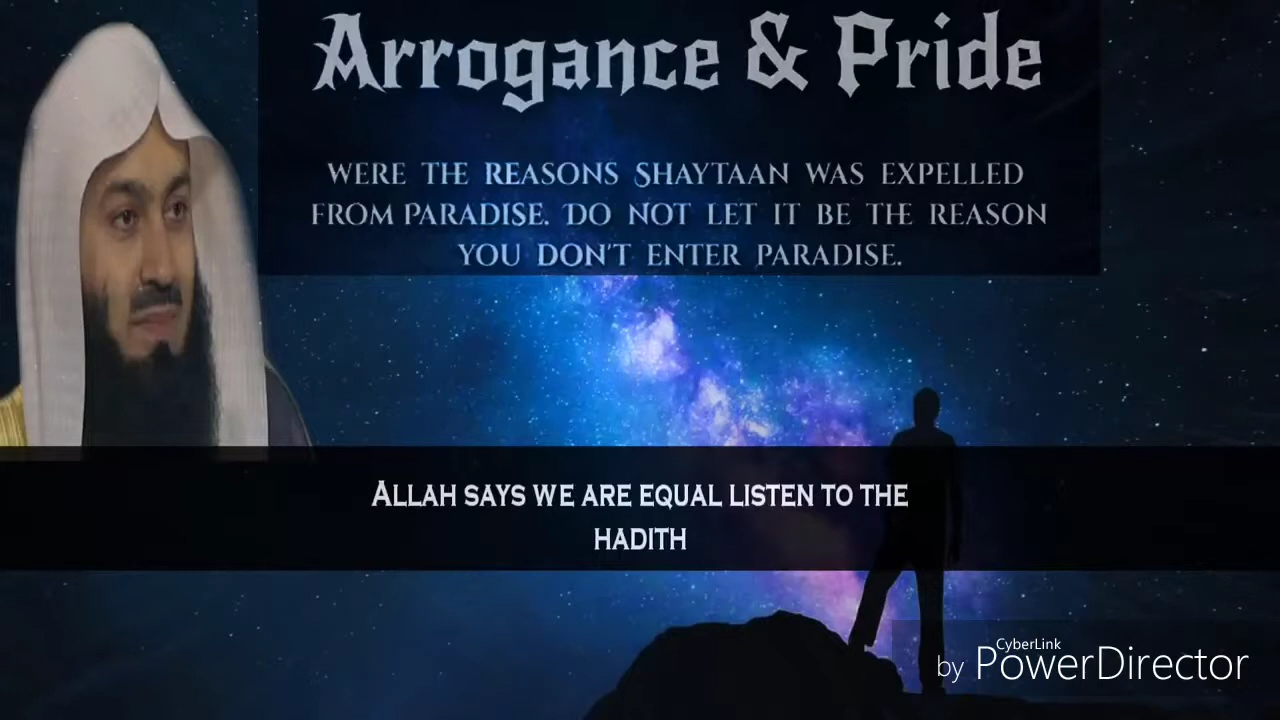 Arrogance & Pride
WERE THE REASONS SHAYTAAN WAS EXPELLED
FROM PARADISE. DO NOT LET IT BE THE REASON
YOU DON'T ENTER PARADISE.
ALLAH SAYS WE ARE EQUAL LISTEN TO THE
HADITH
CyberLink
by PowerDirector